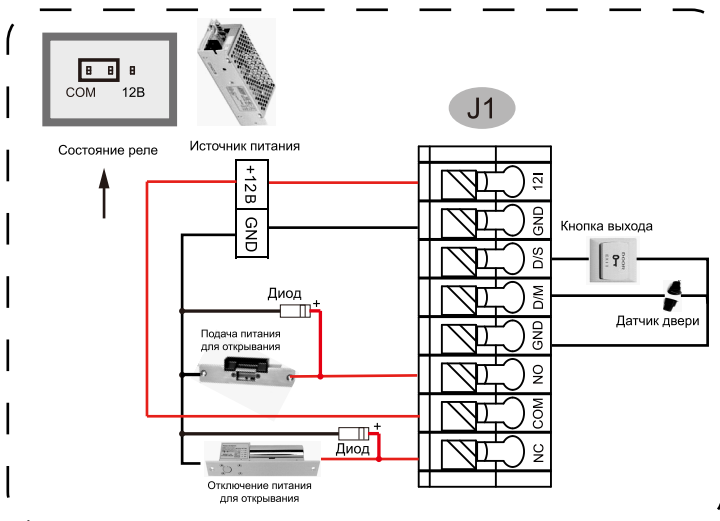 COM 12В
Состояние реле
Источник питания
J1
+12В
GND
12I
GND
D/S
D/M
GND
NO
COM
NC
Кнопка выхода
Датчик двери
Диод
+
Подача питания
для открывания
+
Диод
Отключение питания
для открывания